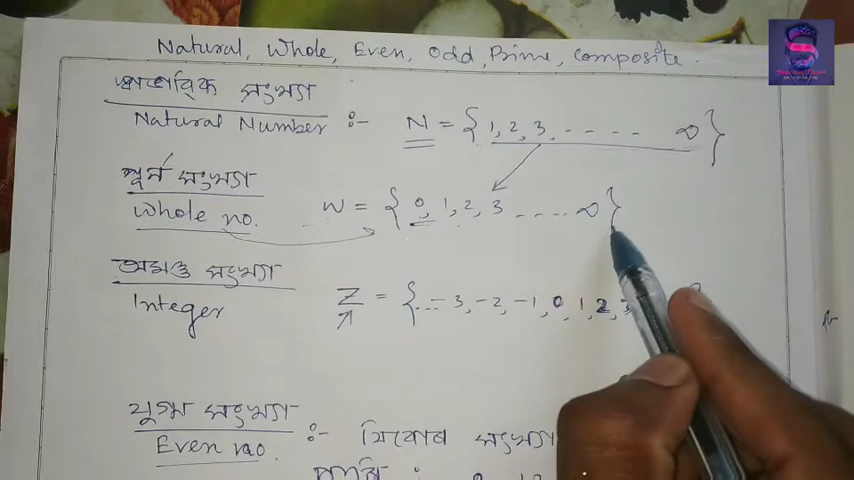 Natural, Whole, Even, Odd, Prime, Composite.
সংখ্যা
Natural Number :- N = {1, 2, 3, - - - - ∞}
পূৰ্ণ সংখ্যা
Whole no. W = {0, 1, 2, 3 - - - - ∞}
অখণ্ড সংখ্যা
Integer Z = {... -3, -2, -1, 0, 1, 2,
যুগ্ম সংখ্যা
Even no. :- যিবোৰ সংখ্যা